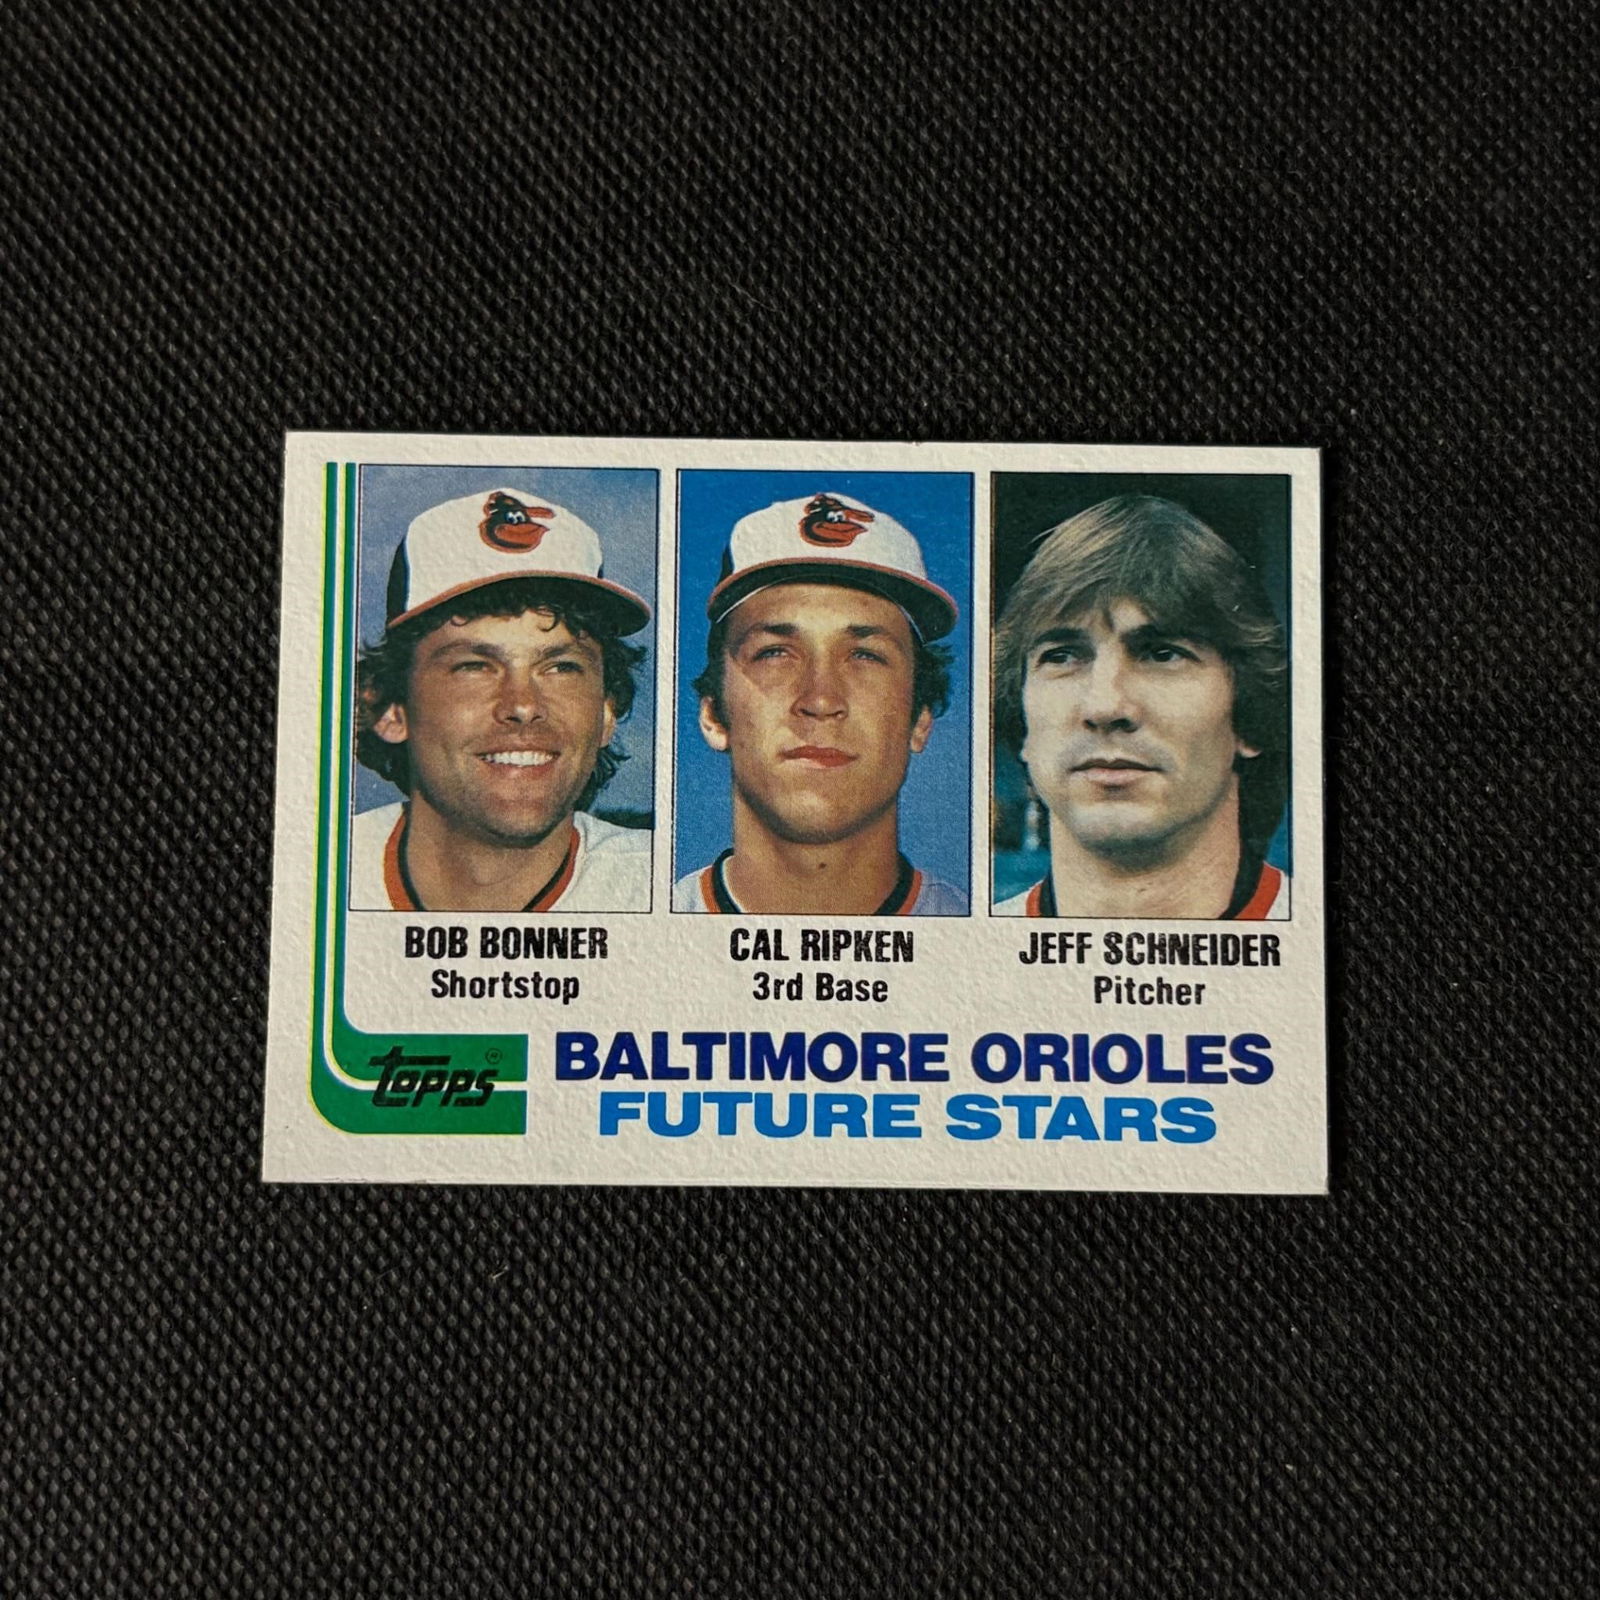 BOB BONNER
Shortstop
CAL RIPKEN
3rd Base
JEFF SCHNEIDER
Pitcher
topps®
BALTIMORE ORIOLES
FUTURE STARS